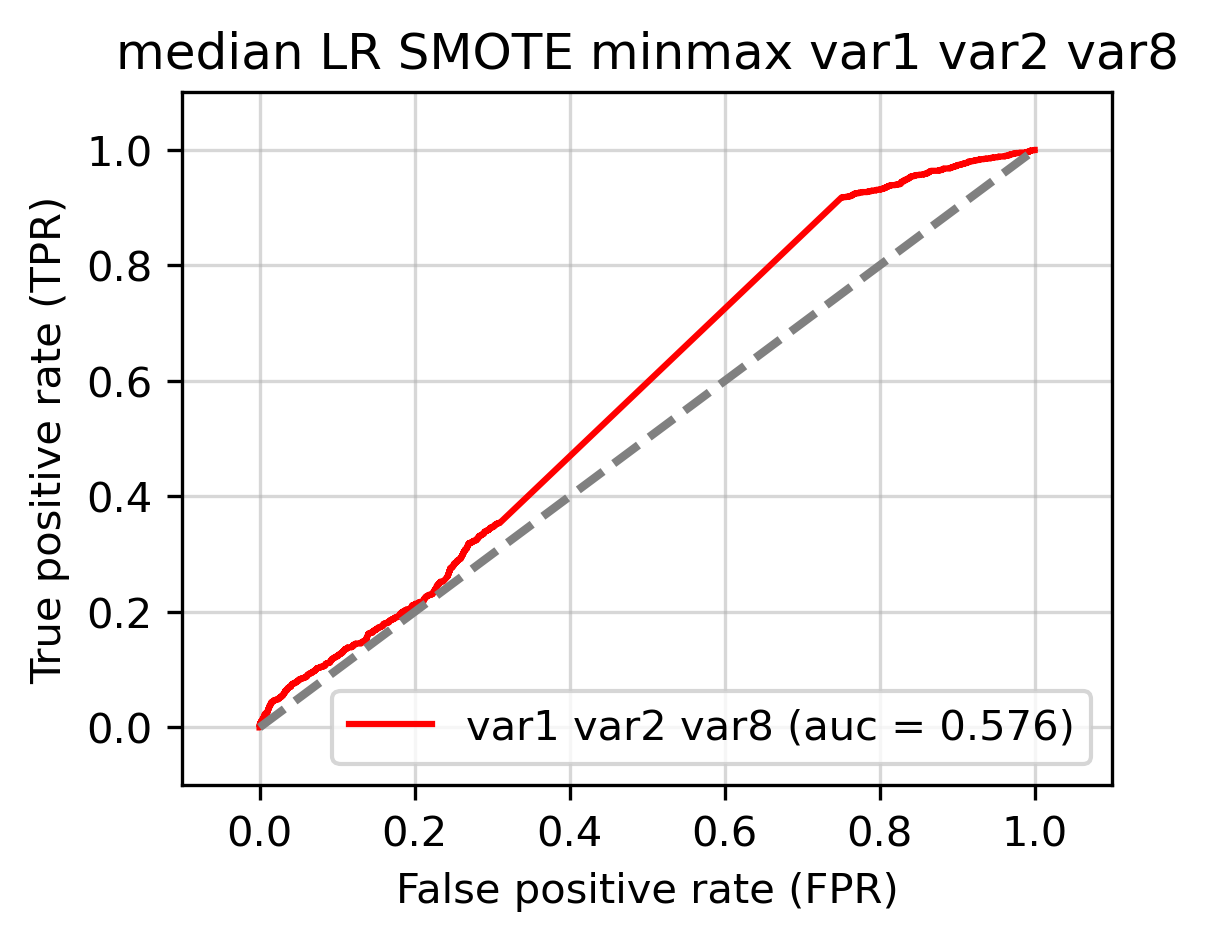 median LR SMOTE minmax var1 var2 var8
True positive rate (TPR)
1.0
0.8
0.6
0.4
0.2
0.0
var1 var2 var8 (auc = 0.576)
0.0 0.2 0.4 0.6 0.8 1.0
False positive rate (FPR)